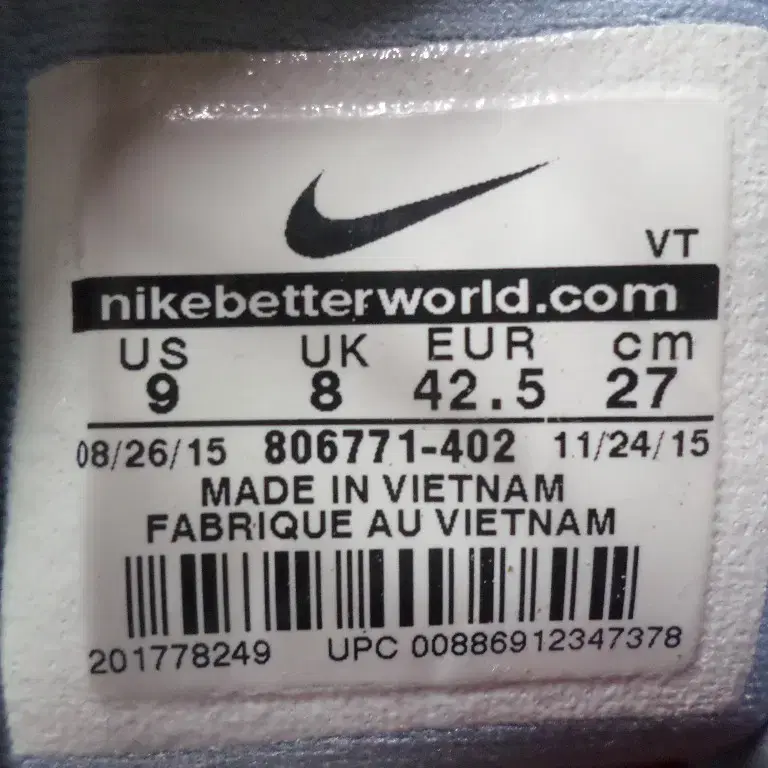 VT
nikebetterworld.com
US UK EUR cm
9 8 42.5 27
08/26/15 806771-402 11/24/15
MADE IN VIETNAM
FABRIQUE AU VIETNAM
201778249 UPC 00886912347378